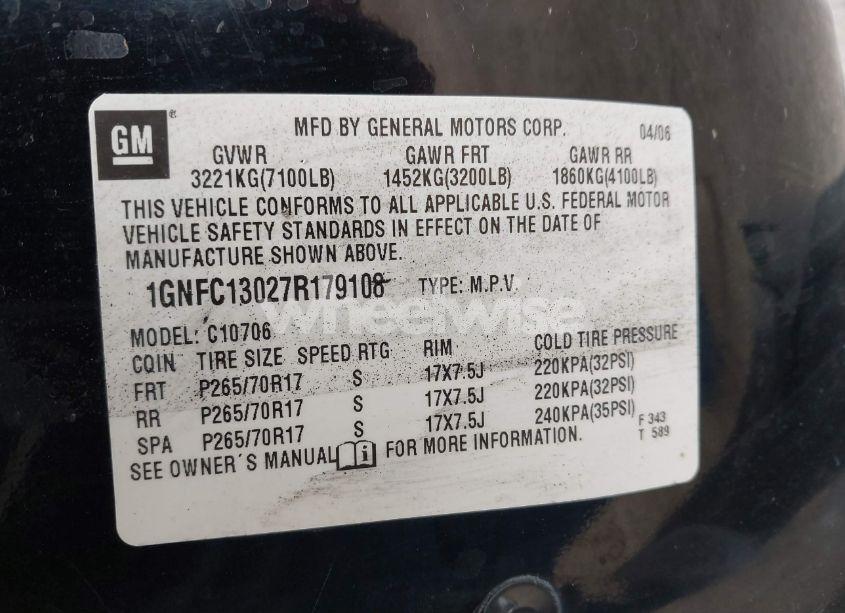 GM ®
MFD BY GENERAL MOTORS CORP. 04/06
GVWR GAWR FRT GAWR RR
3221KG(7100LB) 1452KG(3200LB) 1860KG(4100LB)
THIS VEHICLE CONFORMS TO ALL APPLICABLE U.S. FEDERAL MOTOR
VEHICLE SAFETY STANDARDS IN EFFECT ON THE DATE OF
MANUFACTURE SHOWN ABOVE.
1GNFC13027R179108 TYPE: M.P.V.
wheelwise
MODEL: C10706
COIN TIRE SIZE SPEED RTG RIM COLD TIRE PRESSURE
FRT P265/70R17 S 17X7.5J 220KPA(32PSI)
RR P265/70R17 S 17X7.5J 220KPA(32PSI)
SPA P265/70R17 S 17X7.5J 240KPA(35PSI)
F 343
T 589
SEE OWNER'S MANUAL i FOR MORE INFORMATION.